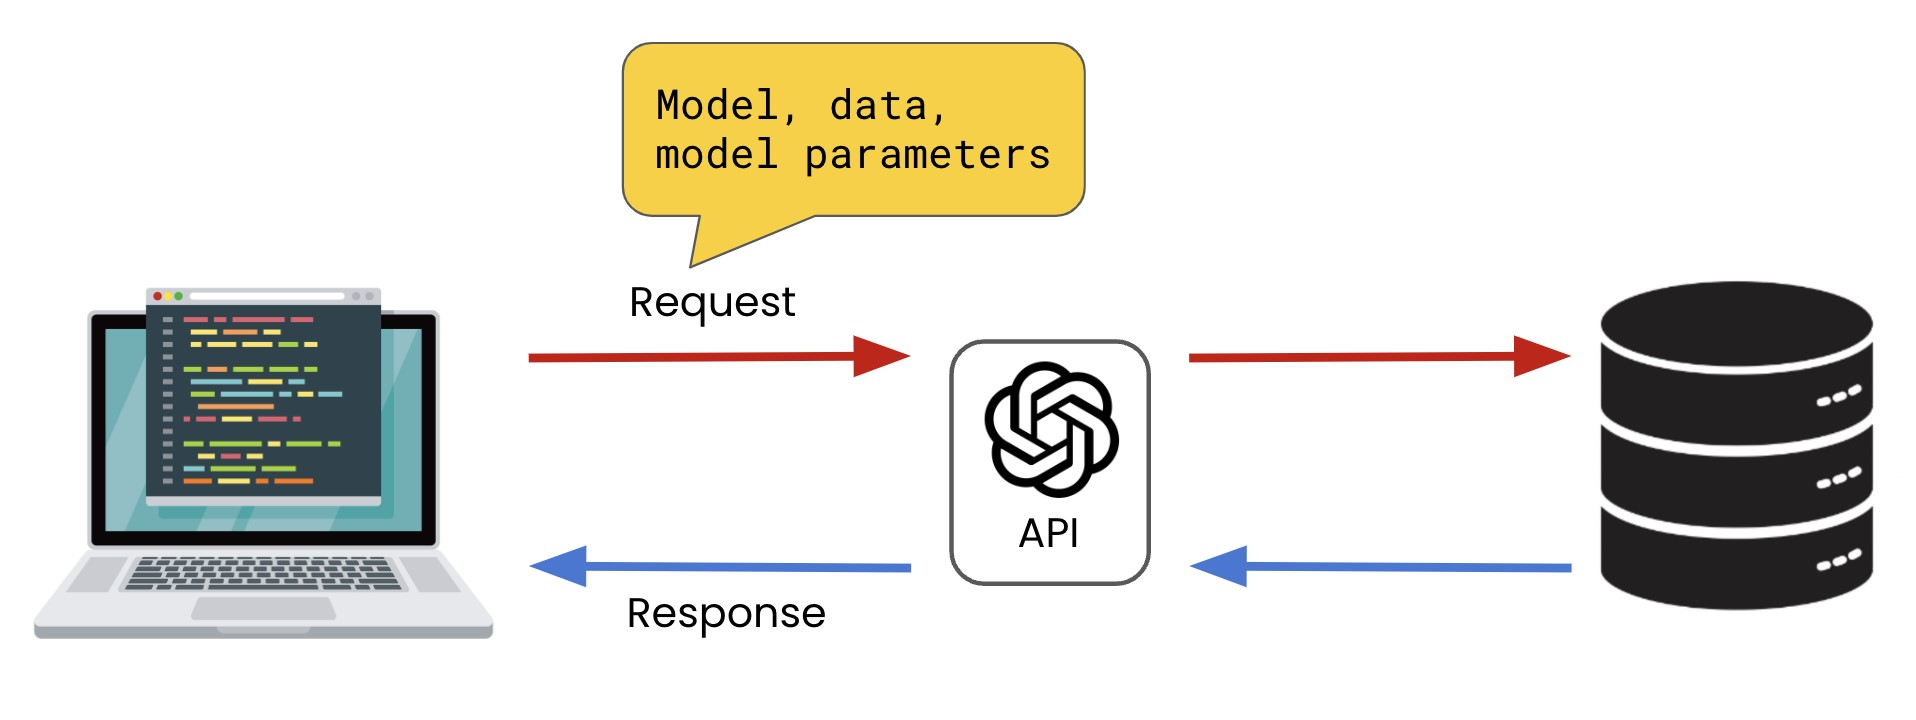 Model, data,
model parameters
Request
API
Response